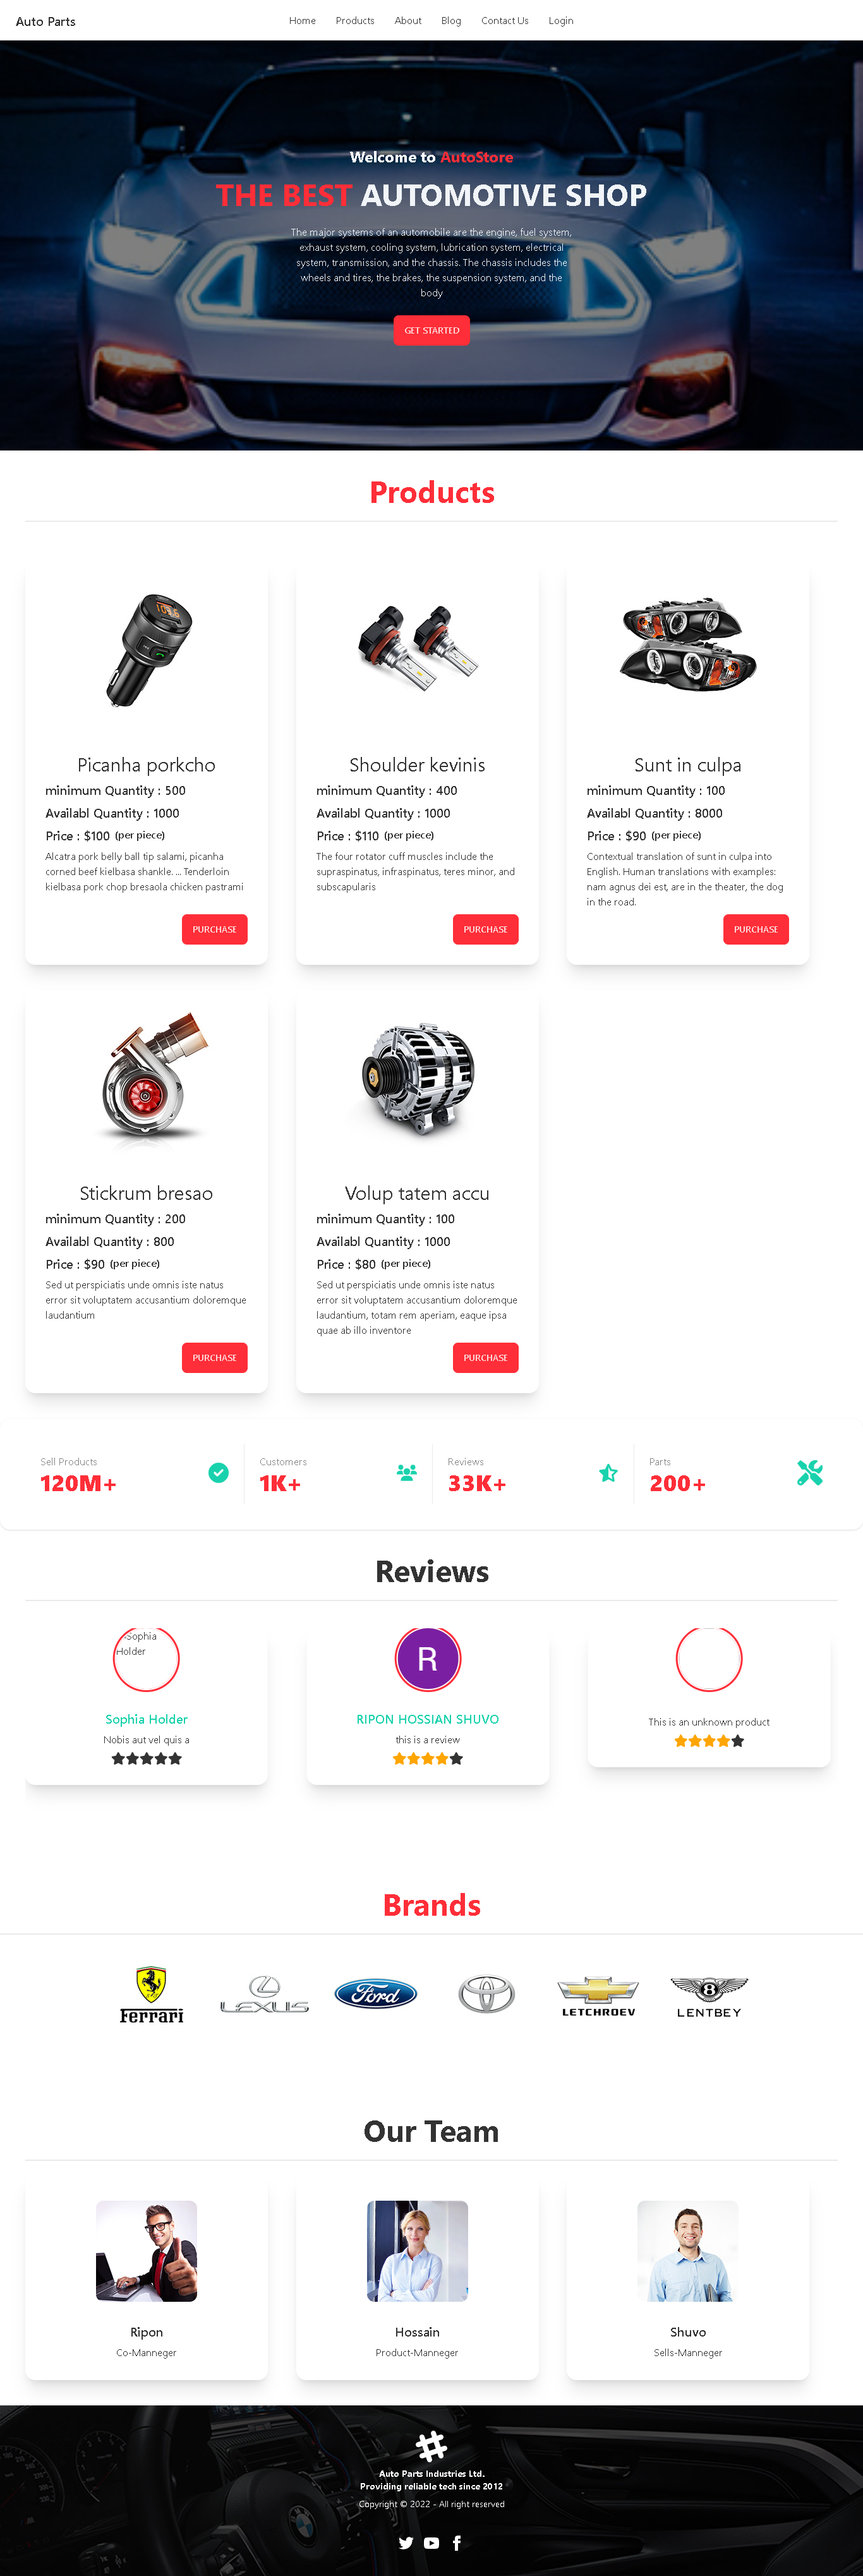 Auto Parts
Home Products About Blog Contact Us Login
Welcome to AutoStore
THE BEST AUTOMOTIVE SHOP
The major systems of an automobile are the engine, fuel system,
exhaust system, cooling system, lubrication system, electrical
system, transmission, and the chassis. The chassis includes the
wheels and tires, the brakes, the suspension system, and the
body
GET STARTED
Products
109.6
Picanha porkcho
minimum Quantity : 500
Availabl Quantity : 1000
Price : $100 (per piece)
Alcatra pork belly ball tip salami, picanha
corned beef kielbasa shankle. ... Tenderloin
kielbasa pork chop bresaola chicken pastrami
PURCHASE
Shoulder kevinis
minimum Quantity : 400
Availabl Quantity : 1000
Price : $110 (per piece)
The four rotator cuff muscles include the
supraspinatus, infraspinatus, teres minor, and
subscapularis
PURCHASE
Sunt in culpa
minimum Quantity : 100
Availabl Quantity : 8000
Price : $90 (per piece)
Contextual translation of sunt in culpa into
English. Human translations with examples:
nam agnus dei est, are in the theater, the dog
in the road.
PURCHASE
Stickrum bresao
minimum Quantity : 200
Availabl Quantity : 800
Price : $90 (per piece)
Sed ut perspiciatis unde omnis iste natus
error sit voluptatem accusantium doloremque
laudantium
PURCHASE
Volup tatem accu
minimum Quantity : 100
Availabl Quantity : 1000
Price : $80 (per piece)
Sed ut perspiciatis unde omnis iste natus
error sit voluptatem accusantium doloremque
laudantium, totam rem aperiam, eaque ipsa
quae ab illo inventore
PURCHASE
Sell Products
120M+
Customers
1K+
Reviews
33K+
Parts
200+
Reviews
Sophia
Holder
Sophia Holder
Nobis aut vel quis a
R
RIPON HOSSIAN SHUVO
this is a review
This is an unknown product
Brands
Ferrari
LEXUS
Ford
LETCHROEV
B
LENTBEY
Our Team
Ripon
Co-Manneger
Hossain
Product-Manneger
Shuvo
Sells-Manneger
Auto Parts Industries Ltd.
Providing reliable tech since 2012
Copyright © 2022 - All right reserved